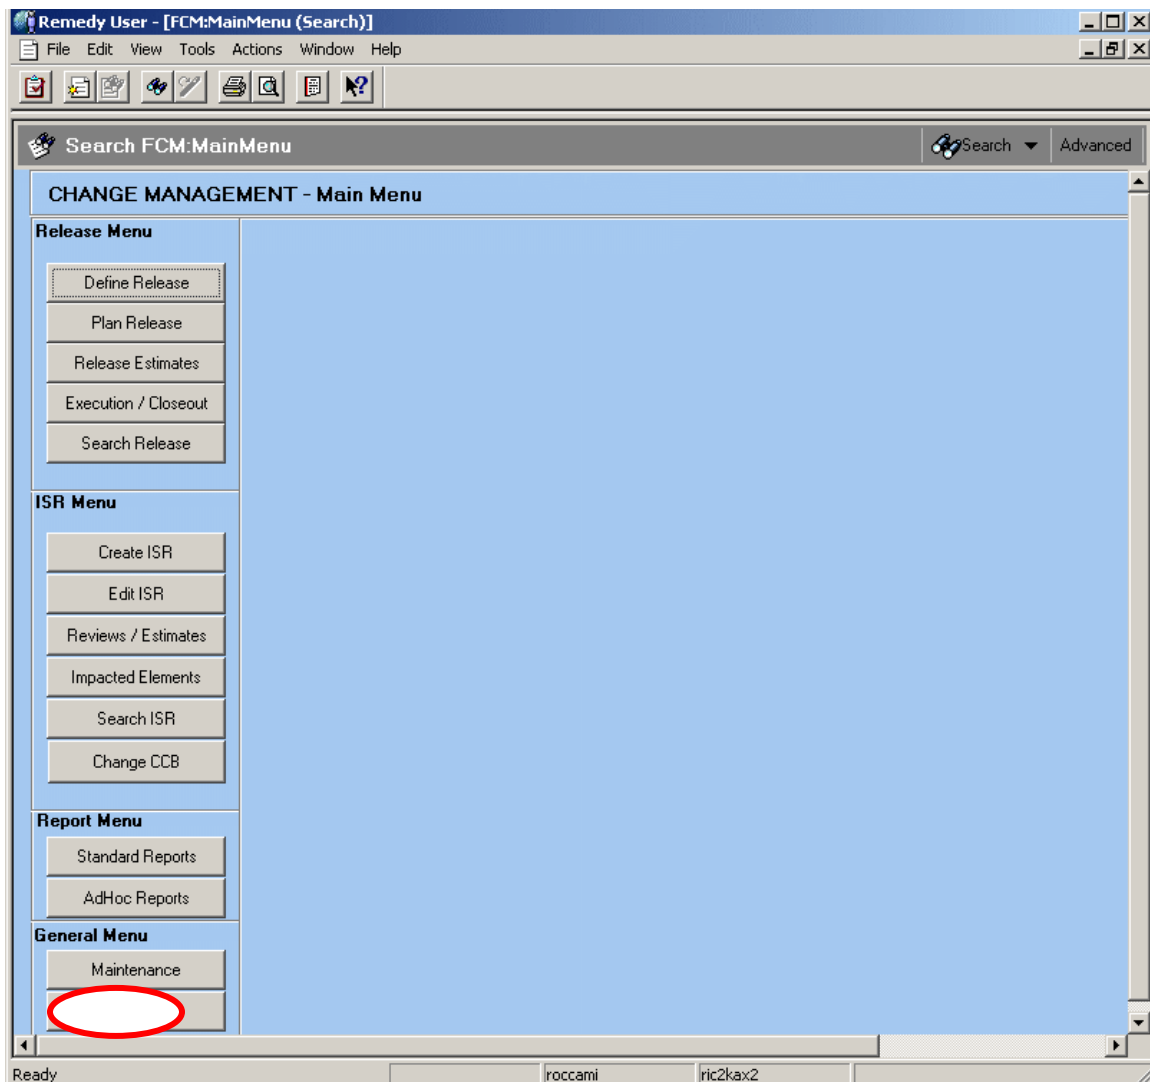 Remedy User - [FCM:MainMenu (Search)]
File Edit View Tools Actions Window Help
Search FCM:MainMenu Search Advanced
CHANGE MANAGEMENT - Main Menu
Release Menu
Define Release
Plan Release
Release Estimates
Execution / Closeout
Search Release
ISR Menu
Create ISR
Edit ISR
Reviews / Estimates
Impacted Elements
Search ISR
Change CCB
Report Menu
Standard Reports
AdHoc Reports
General Menu
Maintenance
Ready roccami ric2kax2